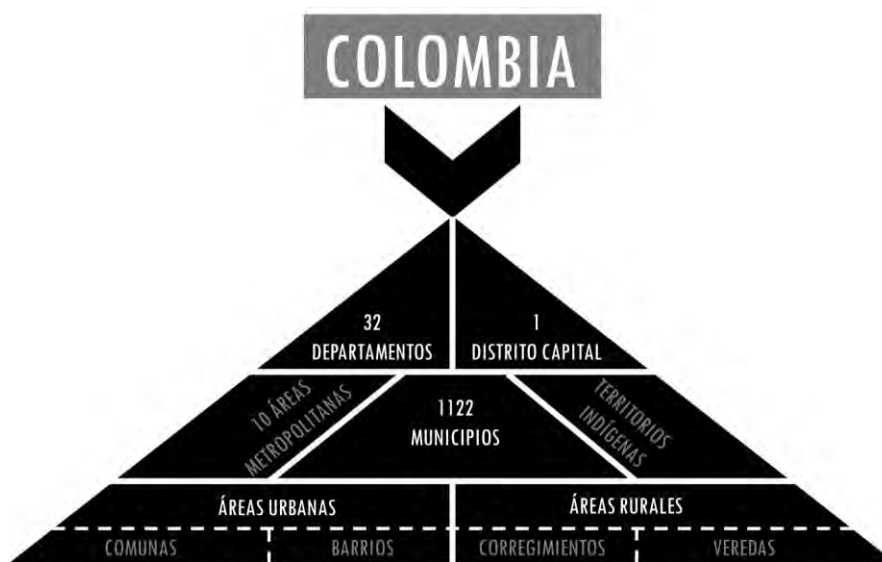 COLOMBIA
32
DEPARTAMENTOS
1
DISTRITO CAPITAL
10 ÁREAS
METROPOLITANAS
1122
MUNICIPIOS
TERRITORIOS
INDÍGENAS
ÁREAS URBANAS
ÁREAS RURALES
COMUNAS
BARRIOS
CORREGIMIENTOS
VEREDAS